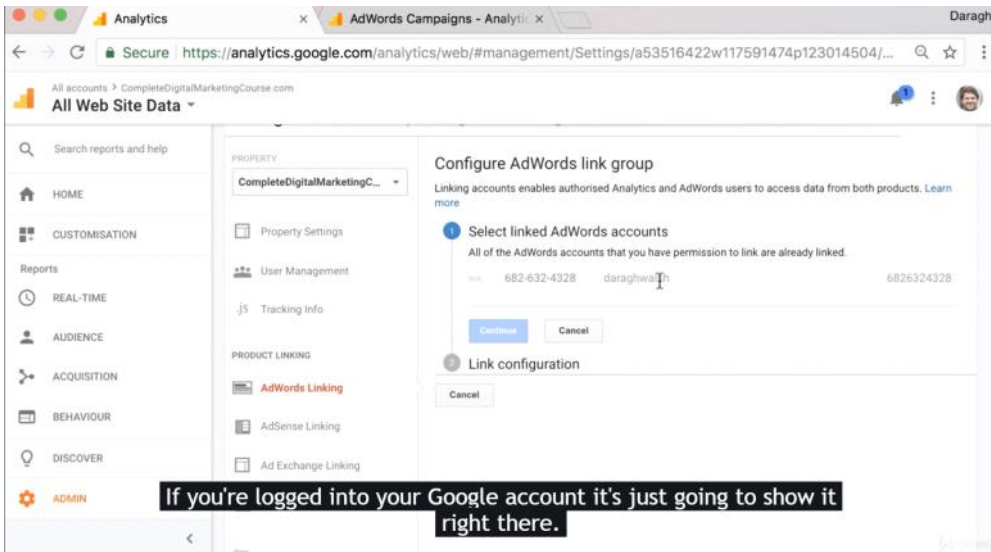 Analytics
AdWords Campaigns - Analytic
Daragh
Secure https://analytics.google.com/analytics/web/#management/Settings/a53516422w117591474p123014504/...
All accounts > CompleteDigitalMarketingCourse.com
All Web Site Data
1
Search reports and help
HOME
CUSTOMISATION
Reports
REAL-TIME
AUDIENCE
ACQUISITION
BEHAVIOUR
DISCOVER
ADMIN
PROPERTY
CompleteDigitalMarketingC...
Property Settings
User Management
.js Tracking Info
PRODUCT LINKING
AdWords Linking
AdSense Linking
Ad Exchange Linking
Configure AdWords link group
Linking accounts enables authorised Analytics and AdWords users to access data from both products. Learn
more
1 Select linked AdWords accounts
All of the AdWords accounts that you have permission to link are already linked.
682-632-4328 daraghwalsh 6826324328
Continue Cancel
2 Link configuration
Cancel
If you're logged into your Google account it's just going to show it
right there.